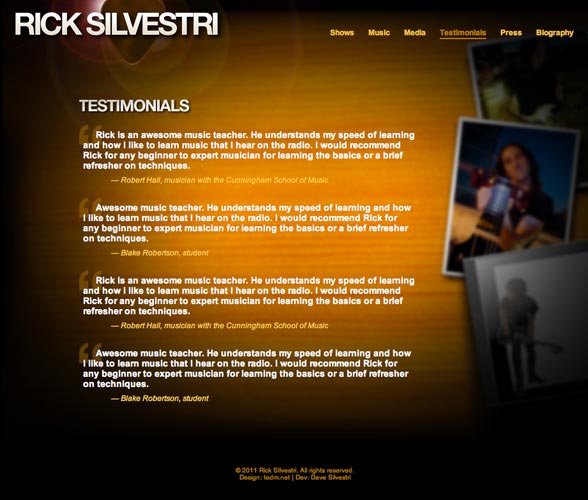 RICK SILVESTRI
Shows Music Media Testimonials Press Biography
TESTIMONIALS
“ Rick is an awesome music teacher. He understands my speed of learning
and how I like to learn music that I hear on the radio. I would recommend
Rick for any beginner to expert musician for learning the basics or a brief
refresher on techniques.
— Robert Hall, musician with the Cunningham School of Music
“ Awesome music teacher. He understands my speed of learning and how
I like to learn music that I hear on the radio. I would recommend Rick for
any beginner to expert musician for learning the basics or a brief refresher
on techniques.
— Blake Robertson, student
“ Rick is an awesome music teacher. He understands my speed of learning
and how I like to learn music that I hear on the radio. I would recommend
Rick for any beginner to expert musician for learning the basics or a brief
refresher on techniques.
— Robert Hall, musician with the Cunningham School of Music
“ Awesome music teacher. He understands my speed of learning and how
I like to learn music that I hear on the radio. I would recommend Rick for
any beginner to expert musician for learning the basics or a brief refresher
on techniques.
— Blake Robertson, student
© 2011 Rick Silvestri. All rights reserved.
Design: tedm.net | Dev: Dave Silvestri